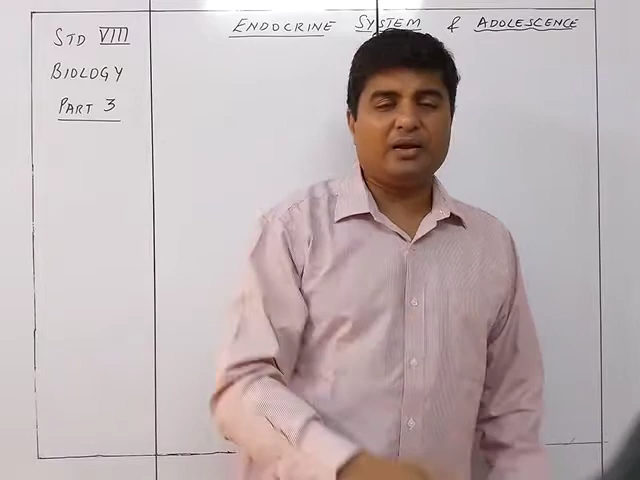 STD VIII
BIOLOGY
PART 3
ENDOCRINE SYSTEM & ADOLESCENCE